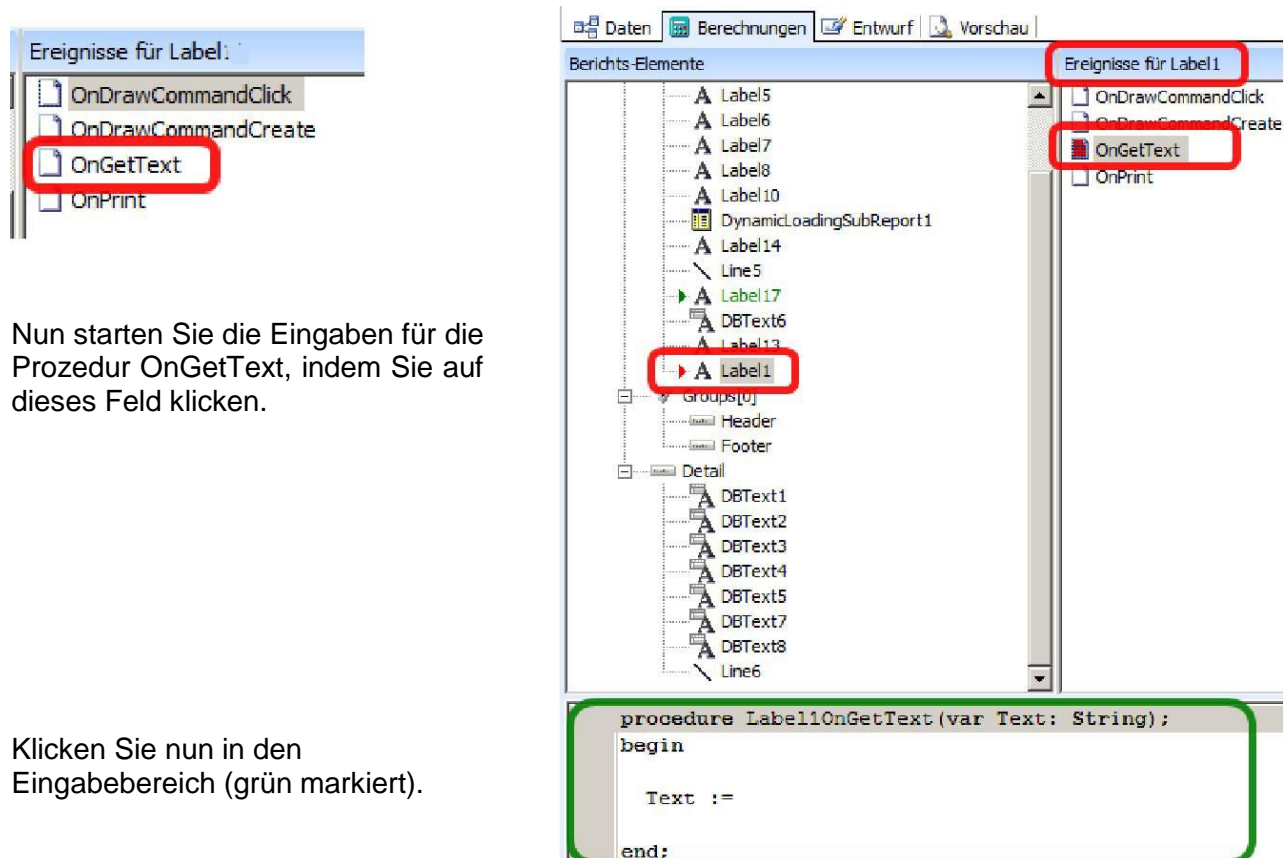 Ereignisse für Label1
OnDrawCommandClick
OnDrawCommandCreate
OnGetText
OnPrint
Nun starten Sie die Eingaben für die
Prozedur OnGetText, indem Sie auf
dieses Feld klicken.
Klicken Sie nun in den
Eingabebereich (grün markiert).
Daten Berechnungen Entwurf Vorschau
Berichts-Elemente
Label5
Label6
Label7
Label8
Label10
DynamicLoadingSubReport1
Label14
Line5
Label17
DBText6
Label13
Label1
Groups[0]
Header
Footer
Detail
DBText1
DBText2
DBText3
DBText4
DBText5
DBText7
DBText8
Line6
Ereignisse für Label1
OnDrawCommandClick
OnDrawCommandCreate
OnGetText
OnPrint
procedure Label1OnGetText(var Text: String);
begin
Text :=
end;